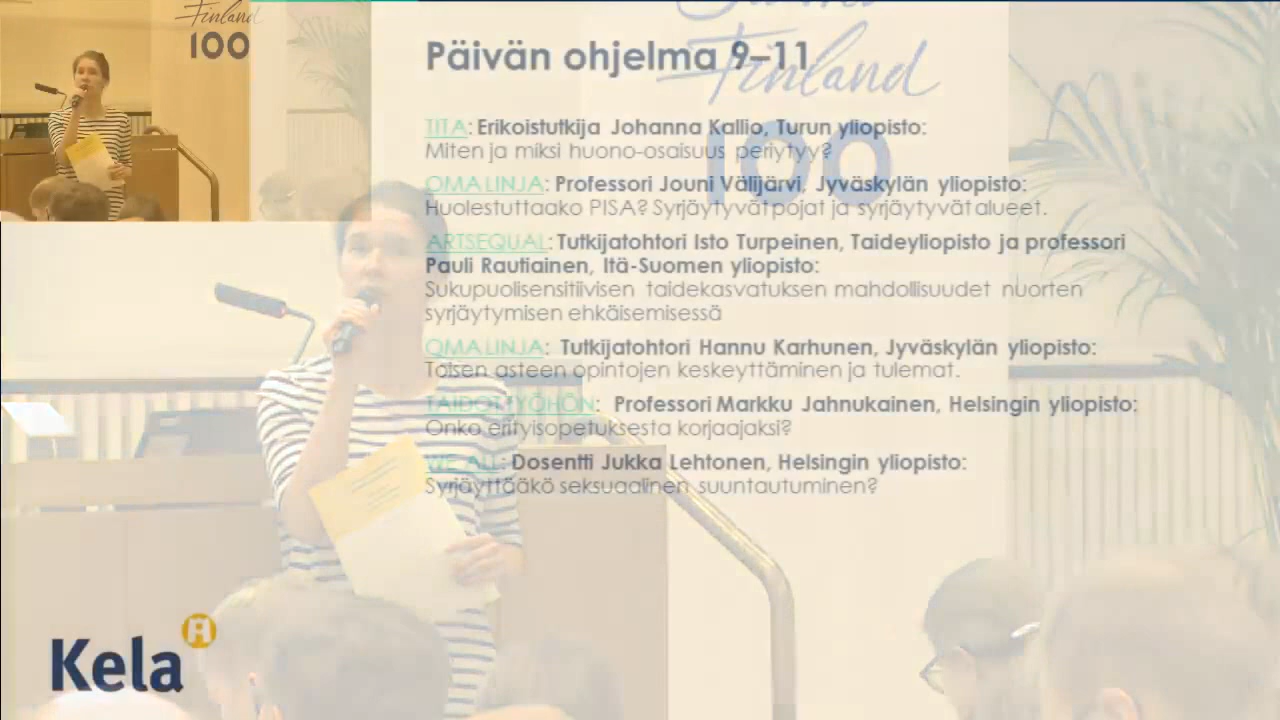 Finland
100
Päivän ohjelma 9–11
Finland
100
TITA: Erikoistutkija Johanna Kallio, Turun yliopisto:
Miten ja miksi huono-osaisuus periytyy?
OMA LINJA: Professori Jouni Välijärvi, Jyväskylän yliopisto:
Huolestuttaako PISA? Syrjäytyvät pojat ja syrjäytyvät alueet.
ARTSEQUAL: Tutkijatohtori Isto Turpeinen, Taideyliopisto ja professori
Pauli Rautiainen, Itä-Suomen yliopisto:
Sukupuolisensitiivisen taidekasvatuksen mahdollisuudet nuorten
syrjäytymisen ehkäisemisessä
OMA LINJA: Tutkijatohtori Hannu Karhunen, Jyväskylän yliopisto:
Toisen asteen opintojen keskeyttäminen ja tulemat.
TAIDOT TYÖHÖN: Professori Markku Jahnukainen, Helsingin yliopisto:
Onko erityisopetuksesta korjaajaksi?
WE ALL: Dosentti Jukka Lehtonen, Helsingin yliopisto:
Syrjäyttääkö seksuaalinen suuntautuminen?
Kela